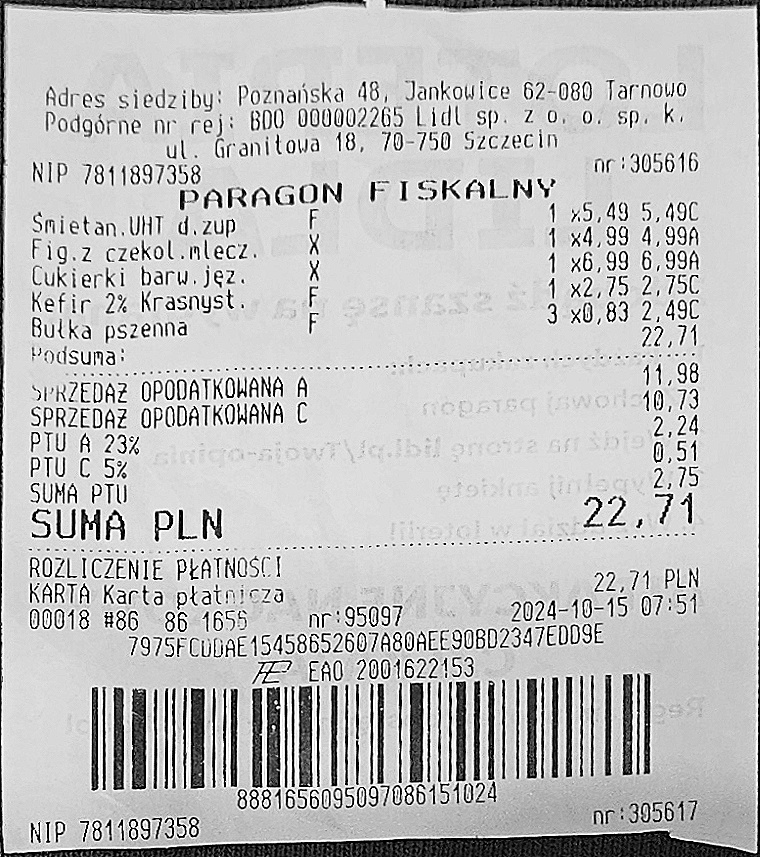 Adres siedziby: Poznańska 48, Jankowice 62-080 Tarnowo
Podgórne nr rej: BDO 000002265 Lidl sp. z o. o. sp. k.
ul. Granitowa 18, 70-750 Szczecin
NIP 7811897358 nr:305616
PARAGON FISKALNY
Śmietan.UHT d.zup F 1 x5,49 5,49C
Fig.z czekol.mlecz. X 1 x4,99 4,99A
Cukierki barw.jęz. X 1 x6,99 6,99A
Kefir 2% Krasnyst. F 1 x2,75 2,75C
Bułka pszenna F 3 x0,83 2,49C
Podsuma: 22,71
SPRZEDAŻ OPODATKOWANA A 11,98
SPRZEDAŻ OPODATKOWANA C 10,73
PTU A 23% 2,24
PTU C 5% 0,51
SUMA PTU 2,75
SUMA PLN 22,71
ROZLICZENIE PŁATNOŚCI
KARTA Karta płatnicza 22,71 PLN
00018 #86 86 1656 nr:95097 2024-10-15 07:51
EAO 2001622153
8881656095097086151024
NIP 7811897358 nr:305617